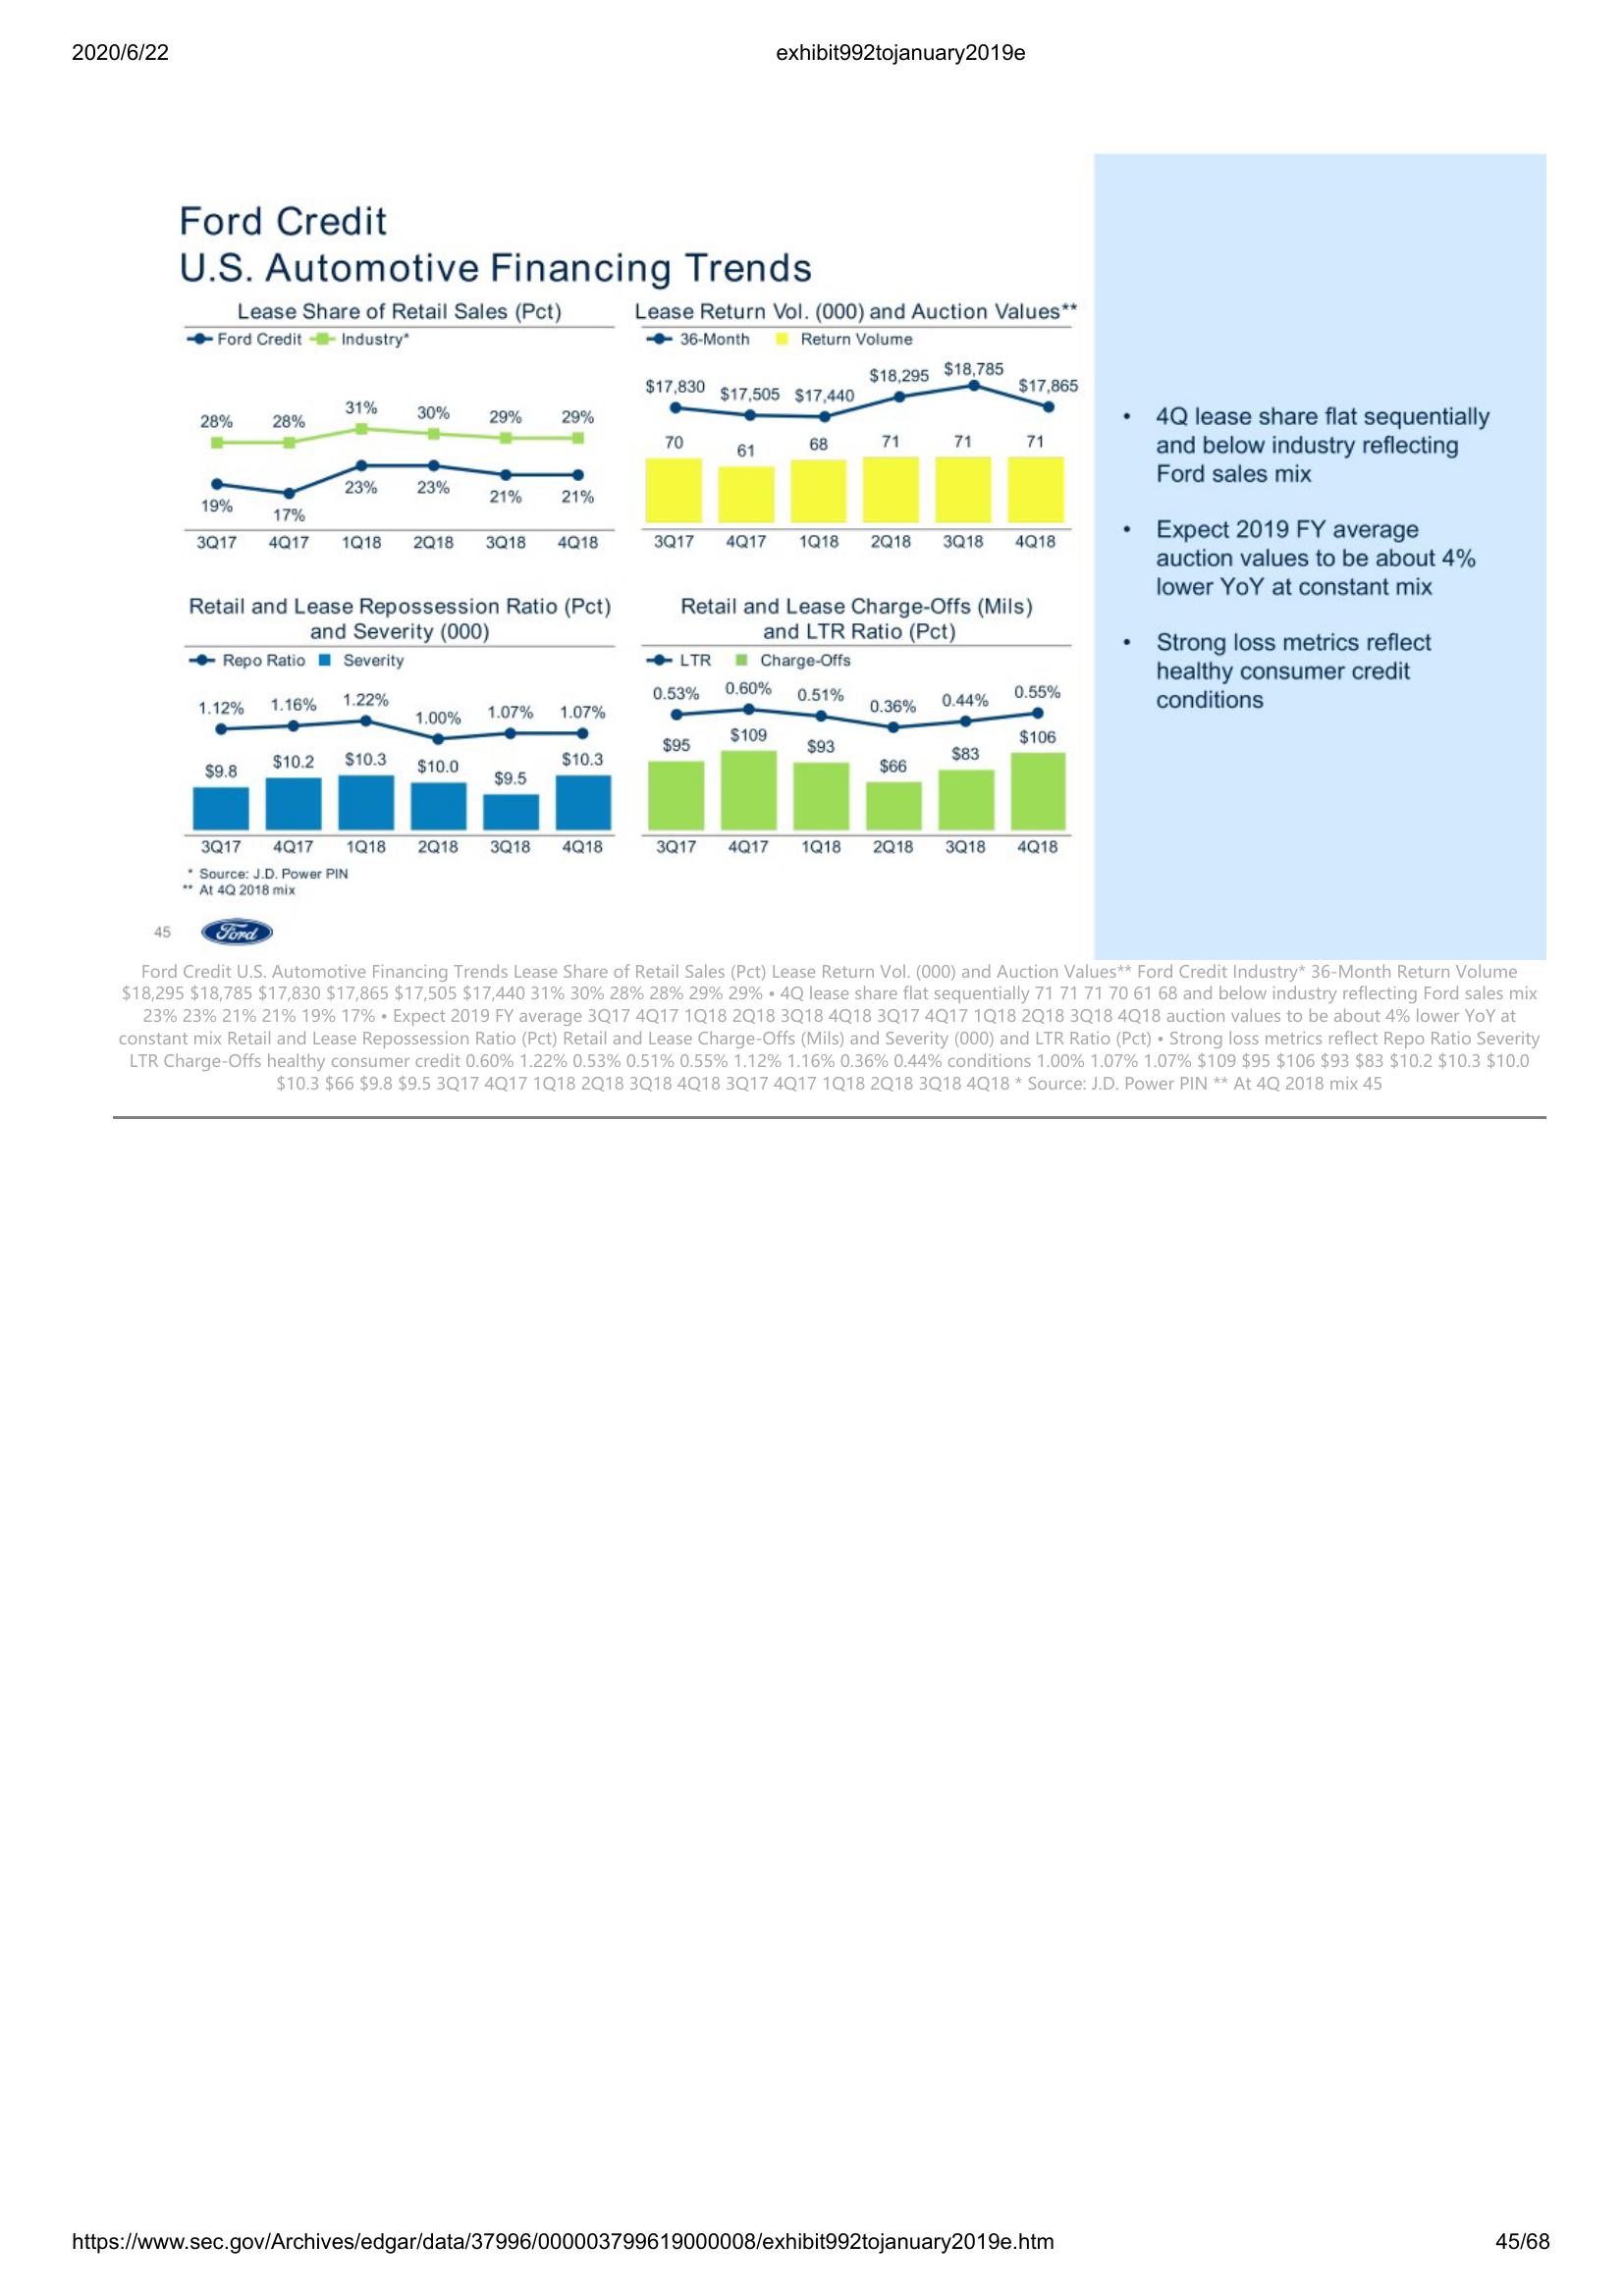 2020/6/22 exhibit992tojanuary2019e
Ford Credit
U.S. Automotive Financing Trends
Lease Share of Retail Sales (Pct)
Ford Credit Industry*
28% 28% 31% 30% 29% 29%
19% 17% 23% 23% 21% 21%
3Q17 4Q17 1Q18 2Q18 3Q18 4Q18
Lease Return Vol. (000) and Auction Values**
36-Month Return Volume
$17,830 $17,505 $17,440 $18,295 $18,785 $17,865
70 61 68 71 71 71
3Q17 4Q17 1Q18 2Q18 3Q18 4Q18
Retail and Lease Repossession Ratio (Pct)
and Severity (000)
Repo Ratio Severity
1.12% 1.16% 1.22% 1.00% 1.07% 1.07%
$9.8 $10.2 $10.3 $10.0 $9.5 $10.3
3Q17 4Q17 1Q18 2Q18 3Q18 4Q18
Retail and Lease Charge-Offs (Mils)
and LTR Ratio (Pct)
LTR Charge-Offs
0.53% 0.60% 0.51% 0.36% 0.44% 0.55%
$95 $109 $93 $66 $83 $106
3Q17 4Q17 1Q18 2Q18 3Q18 4Q18
* Source: J.D. Power PIN
** At 4Q 2018 mix
45 Ford
• 4Q lease share flat sequentially
and below industry reflecting
Ford sales mix
• Expect 2019 FY average
auction values to be about 4%
lower YoY at constant mix
• Strong loss metrics reflect
healthy consumer credit
conditions
Ford Credit U.S. Automotive Financing Trends Lease Share of Retail Sales (Pct) Lease Return Vol. (000) and Auction Values** Ford Credit Industry* 36-Month Return Volume
$18,295 $18,785 $17,830 $17,865 $17,505 $17,440 31% 30% 28% 28% 29% 29% • 4Q lease share flat sequentially 71 71 71 70 61 68 and below industry reflecting Ford sales mix
23% 23% 21% 21% 19% 17% • Expect 2019 FY average 3Q17 4Q17 1Q18 2Q18 3Q18 4Q18 3Q17 4Q17 1Q18 2Q18 3Q18 4Q18 auction values to be about 4% lower YoY at
constant mix Retail and Lease Repossession Ratio (Pct) Retail and Lease Charge-Offs (Mils) and Severity (000) and LTR Ratio (Pct) • Strong loss metrics reflect Repo Ratio Severity
LTR Charge-Offs healthy consumer credit 0.60% 1.22% 0.53% 0.51% 0.55% 1.12% 1.16% 0.36% 0.44% conditions 1.00% 1.07% 1.07% $109 $95 $106 $93 $83 $10.2 $10.3 $10.0
$10.3 $66 $9.8 $9.5 3Q17 4Q17 1Q18 2Q18 3Q18 4Q18 3Q17 4Q17 1Q18 2Q18 3Q18 4Q18 * Source: J.D. Power PIN ** At 4Q 2018 mix 45
https://www.sec.gov/Archives/edgar/data/37996/000003799619000008/exhibit992tojanuary2019e.htm 45/68